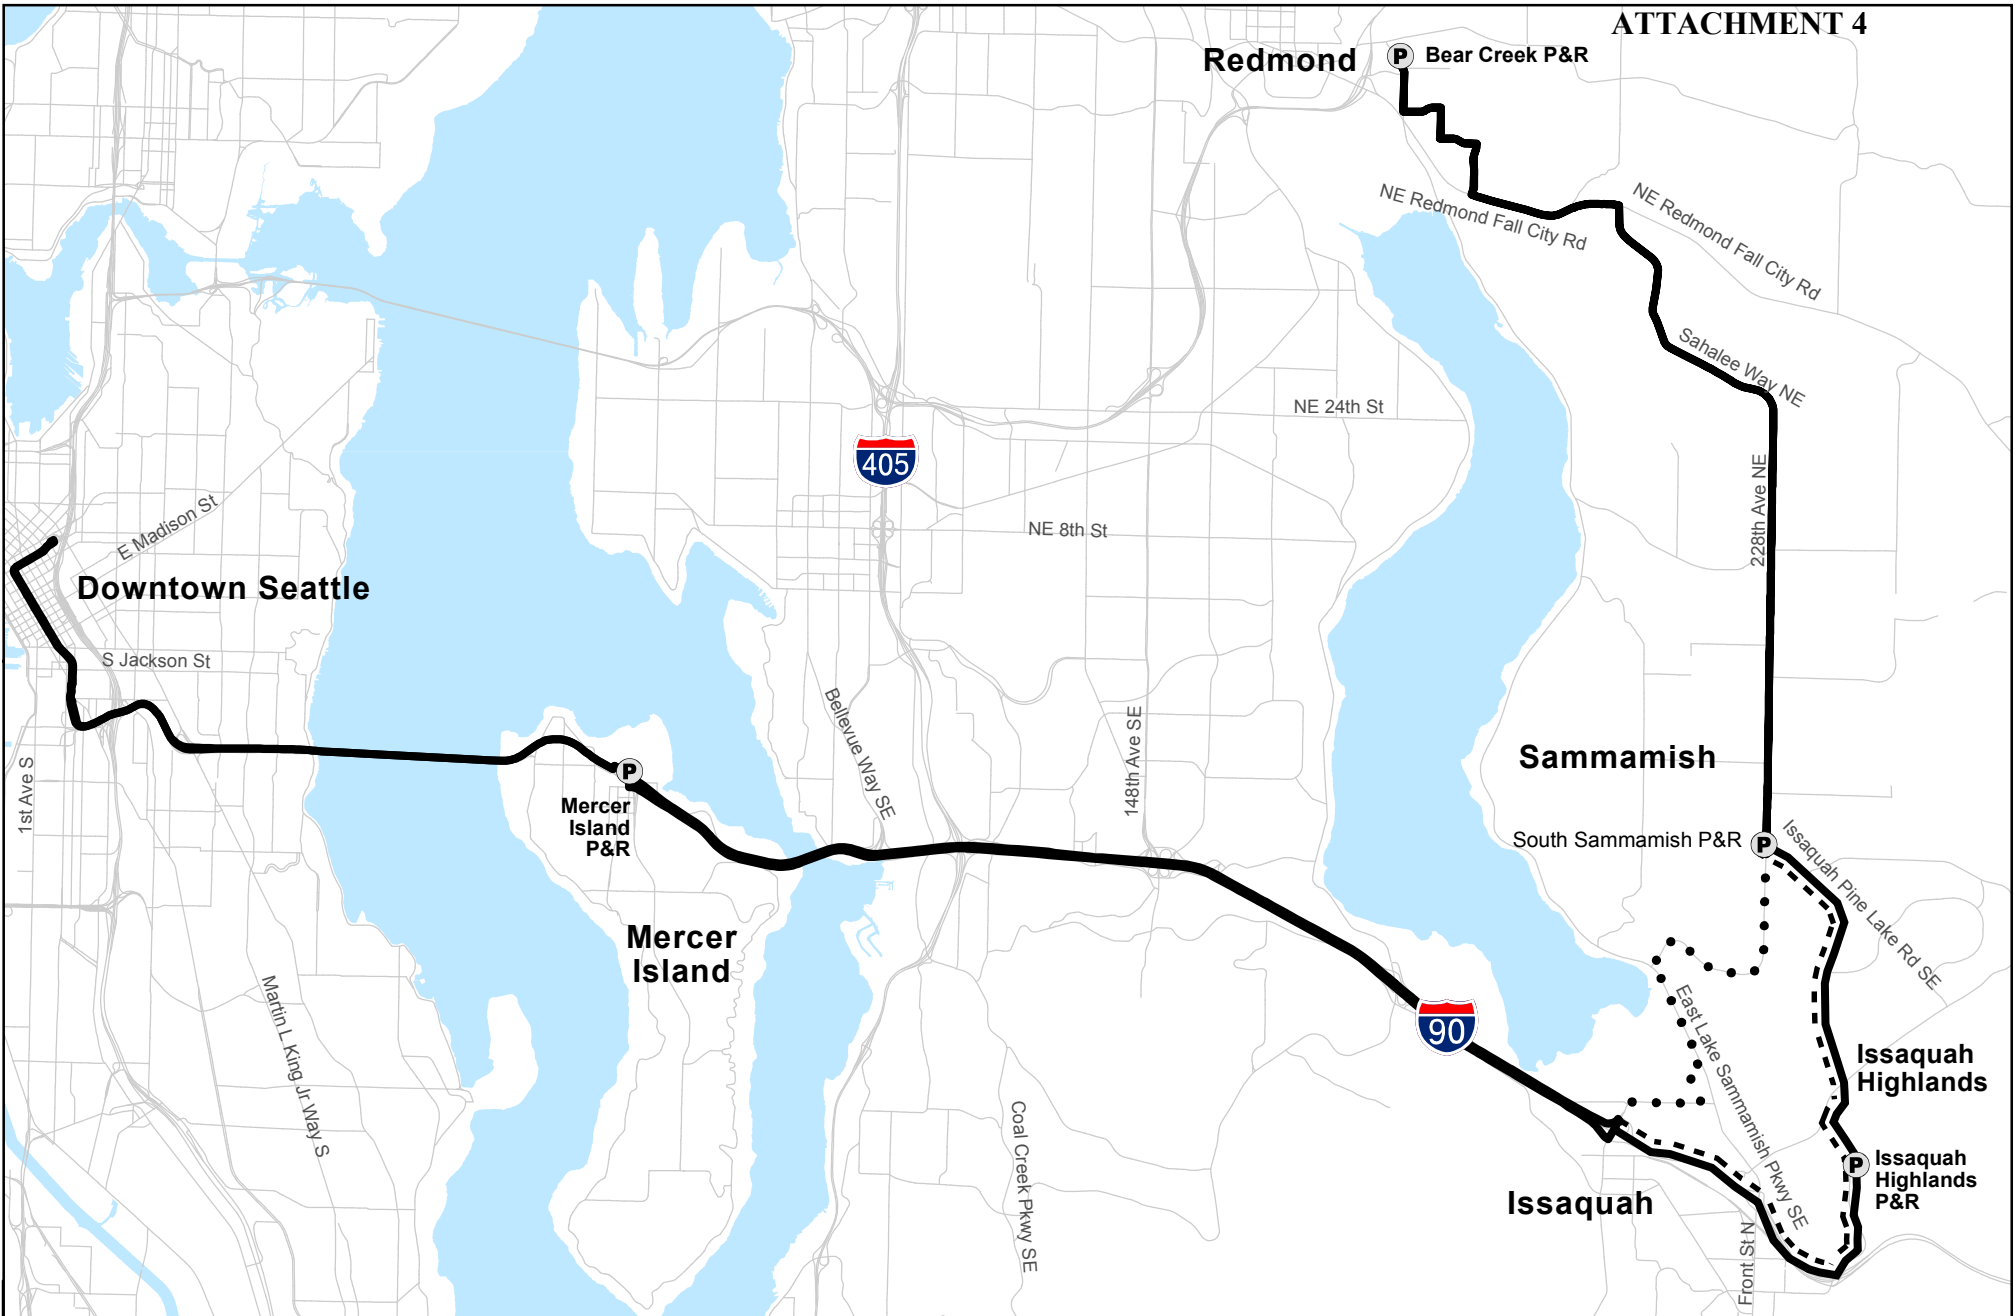 ATTACHMENT 4
Redmond
P
Bear Creek P&R
NE Redmond Fall City Rd
NE Redmond Fall City Rd
Sahalee Way NE
NE 24th St
405
228th Ave NE
E Madison St
NE 8th St
Downtown Seattle
S Jackson St
Bellevue Way SE
148th Ave SE
1st Ave S
Sammamish
P
Mercer
Island
P&R
South Sammamish P&R
P
Issaquah Pine Lake Rd SE
Mercer
Island
Martin L King Jr Way S
East Lake Sammamish Pkwy SE
90
Issaquah
Highlands
Coal Creek Pkwy SE
P
Issaquah
Highlands
P&R
Issaquah
Front St N